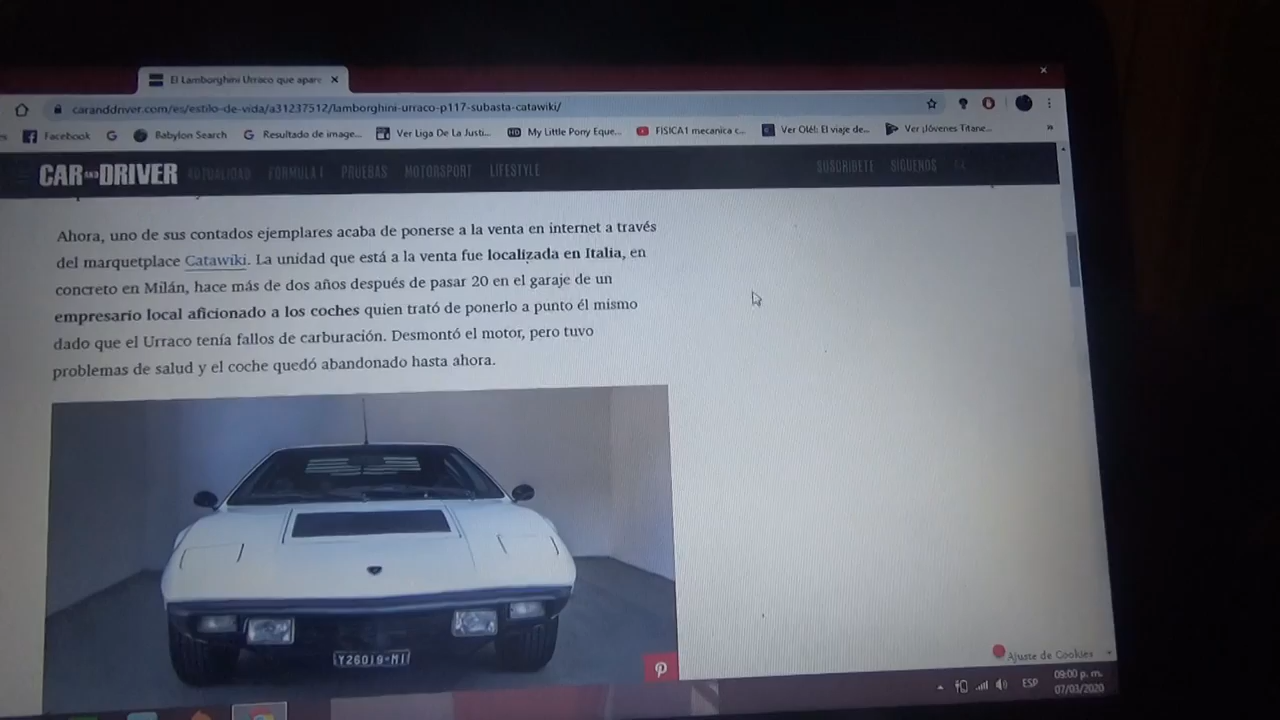 El Lamborghini Urraco que apare
caranddriver.com/es/estilo-de-vida/a31237512/lamborghini-urraco-p117-subasta-catawiki/
es Facebook Babylon Search Resultado de image... Ver Liga De La Justi... My Little Pony Eque... FISICA1 mecanica c... Ver Olé!: El viaje de... Ver ¡Jóvenes Titane... »
CAR AND DRIVER ACTUALIDAD FORMULA 1 PRUEBAS MOTORSPORT LIFESTYLE SUSCRÍBETE SÍGUENOS
Ahora, uno de sus contados ejemplares acaba de ponerse a la venta en internet a través
del marquetplace Catawiki. La unidad que está a la venta fue localizada en Italia, en
concreto en Milán, hace más de dos años después de pasar 20 en el garaje de un
empresario local aficionado a los coches quien trató de ponerlo a punto él mismo
dado que el Urraco tenía fallos de carburación. Desmontó el motor, pero tuvo
problemas de salud y el coche quedó abandonado hasta ahora.
Y26019-MI
Ajuste de Cookies
ESP
09:00 p. m.
07/03/2020